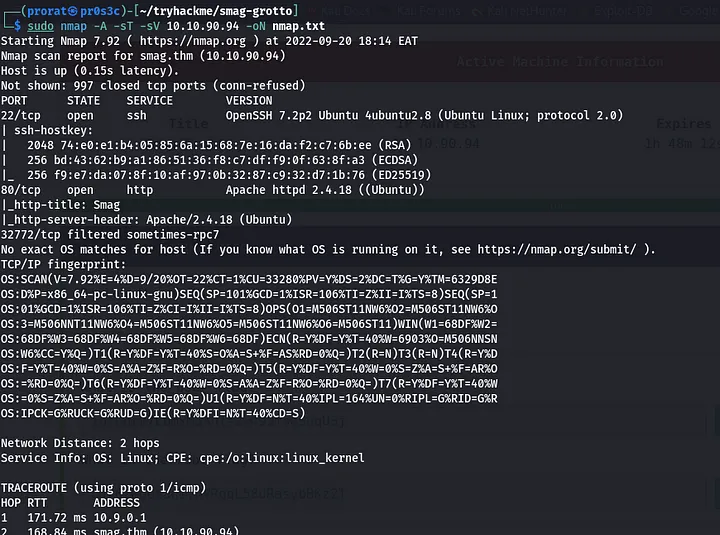 (prorat㉿pr0s3c)-[~/tryhackme/smag-grotto]
$ sudo nmap -A -sT -sV 10.10.90.94 -oN nmap.txt
Starting Nmap 7.92 ( https://nmap.org ) at 2022-09-20 18:14 EAT
Nmap scan report for smag.thm (10.10.90.94)
Active Machine Information
Host is up (0.15s latency).
Not shown: 997 closed tcp ports (conn-refused)
PORT STATE SERVICE VERSION
22/tcp open ssh OpenSSH 7.2p2 Ubuntu 4ubuntu2.8 (Ubuntu Linux; protocol 2.0)
Title
Expires
| ssh-hostkey:
| 2048 74:e0:e1:b4:05:85:6a:15:68:7e:16:da:f2:c7:6b:ee (RSA)
| 256 bd:43:62:b9:a1:86:51:36:f8:c7:df:f9:0f:63:8f:a3 (ECDSA)
|_ 256 f9:e7:da:07:8f:10:af:97:0b:32:87:c9:32:d7:1b:76 (ED25519)
80/tcp open http Apache httpd 2.4.18 ((Ubuntu))
|_http-title: Smag
|_http-server-header: Apache/2.4.18 (Ubuntu)
32772/tcp filtered sometimes-rpc7
No exact OS matches for host (If you know what OS is running on it, see https://nmap.org/submit/ ).
TCP/IP fingerprint:
OS:SCAN(V=7.92%E=4%D=9/20%OT=22%CT=1%CU=33280%PV=Y%DS=2%DC=T%G=Y%TM=6329D8E
OS:D%P=x86_64-pc-linux-gnu)SEQ(SP=101%GCD=1%ISR=106%TI=Z%II=I%TS=8)SEQ(SP=1
OS:01%GCD=1%ISR=106%TI=Z%CI=I%II=I%TS=8)OPS(O1=M506ST11NW6%O2=M506ST11NW6%O
OS:3=M506NNT11NW6%O4=M506ST11NW6%O5=M506ST11NW6%O6=M506ST11)WIN(W1=68DF%W2=
OS:68DF%W3=68DF%W4=68DF%W5=68DF%W6=68DF)ECN(R=Y%DF=Y%T=40%W=6903%O=M506NNSN
OS:W6%CC=Y%Q=)T1(R=Y%DF=Y%T=40%S=O%A=S+%F=AS%RD=0%Q=)T2(R=N)T3(R=N)T4(R=Y%D
OS:F=Y%T=40%W=0%S=A%A=Z%F=R%O=%RD=0%Q=)T5(R=Y%DF=Y%T=40%W=0%S=Z%A=S+%F=AR%O
OS:=%RD=0%Q=)T6(R=Y%DF=Y%T=40%W=0%S=A%A=Z%F=R%O=%RD=0%Q=)T7(R=Y%DF=Y%T=40%W
OS:=0%S=Z%A=S+%F=AR%O=%RD=0%Q=)U1(R=Y%DF=N%T=40%IPL=164%UN=0%RIPL=G%RID=G%R
OS:IPCK=G%RUCK=G%RUD=G)IE(R=Y%DFI=N%T=40%CD=S)
Network Distance: 2 hops
Service Info: OS: Linux; CPE: cpe:/o:linux:linux_kernel
TRACEROUTE (using proto 1/icmp)
HOP RTT ADDRESS
1 171.72 ms 10.9.0.1
2 168.84 ms smag.thm (10.10.90.94)